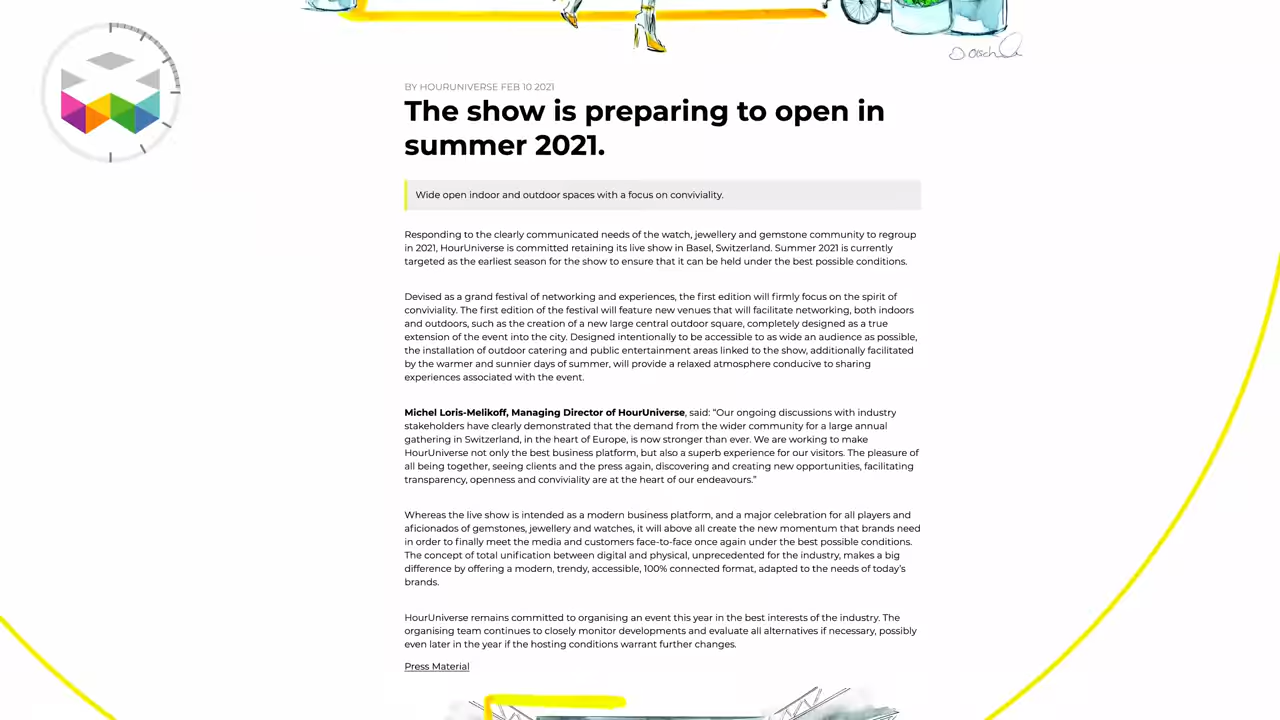 BY HOURUNIVERSE FEB 10 2021
The show is preparing to open in
summer 2021.
Wide open indoor and outdoor spaces with a focus on conviviality.
Responding to the clearly communicated needs of the watch, jewellery and gemstone community to regroup
in 2021, HourUniverse is committed retaining its live show in Basel, Switzerland. Summer 2021 is currently
targeted as the earliest season for the show to ensure that it can be held under the best possible conditions.
Devised as a grand festival of networking and experiences, the first edition will firmly focus on the spirit of
conviviality. The first edition of the festival will feature new venues that will facilitate networking, both indoors
and outdoors, such as the creation of a new large central outdoor square, completely designed as a true
extension of the event into the city. Designed intentionally to be accessible to as wide an audience as possible,
the installation of outdoor catering and public entertainment areas linked to the show, additionally facilitated
by the warmer and sunnier days of summer, will provide a relaxed atmosphere conducive to sharing
experiences associated with the event.
Michel Loris-Melikoff, Managing Director of HourUniverse, said: “Our ongoing discussions with industry
stakeholders have clearly demonstrated that the demand from the wider community for a large annual
gathering in Switzerland, in the heart of Europe, is now stronger than ever. We are working to make
HourUniverse not only the best business platform, but also a superb experience for our visitors. The pleasure of
all being together, seeing clients and the press again, discovering and creating new opportunities, facilitating
transparency, openness and conviviality are at the heart of our endeavours.”
Whereas the live show is intended as a modern business platform, and a major celebration for all players and
aficionados of gemstones, jewellery and watches, it will above all create the new momentum that brands need
in order to finally meet the media and customers face-to-face once again under the best possible conditions.
The concept of total unification between digital and physical, unprecedented for the industry, makes a big
difference by offering a modern, trendy, accessible, 100% connected format, adapted to the needs of today’s
brands.
HourUniverse remains committed to organising an event this year in the best interests of the industry. The
organising team continues to closely monitor developments and evaluate all alternatives if necessary, possibly
even later in the year if the hosting conditions warrant further changes.
Press Material